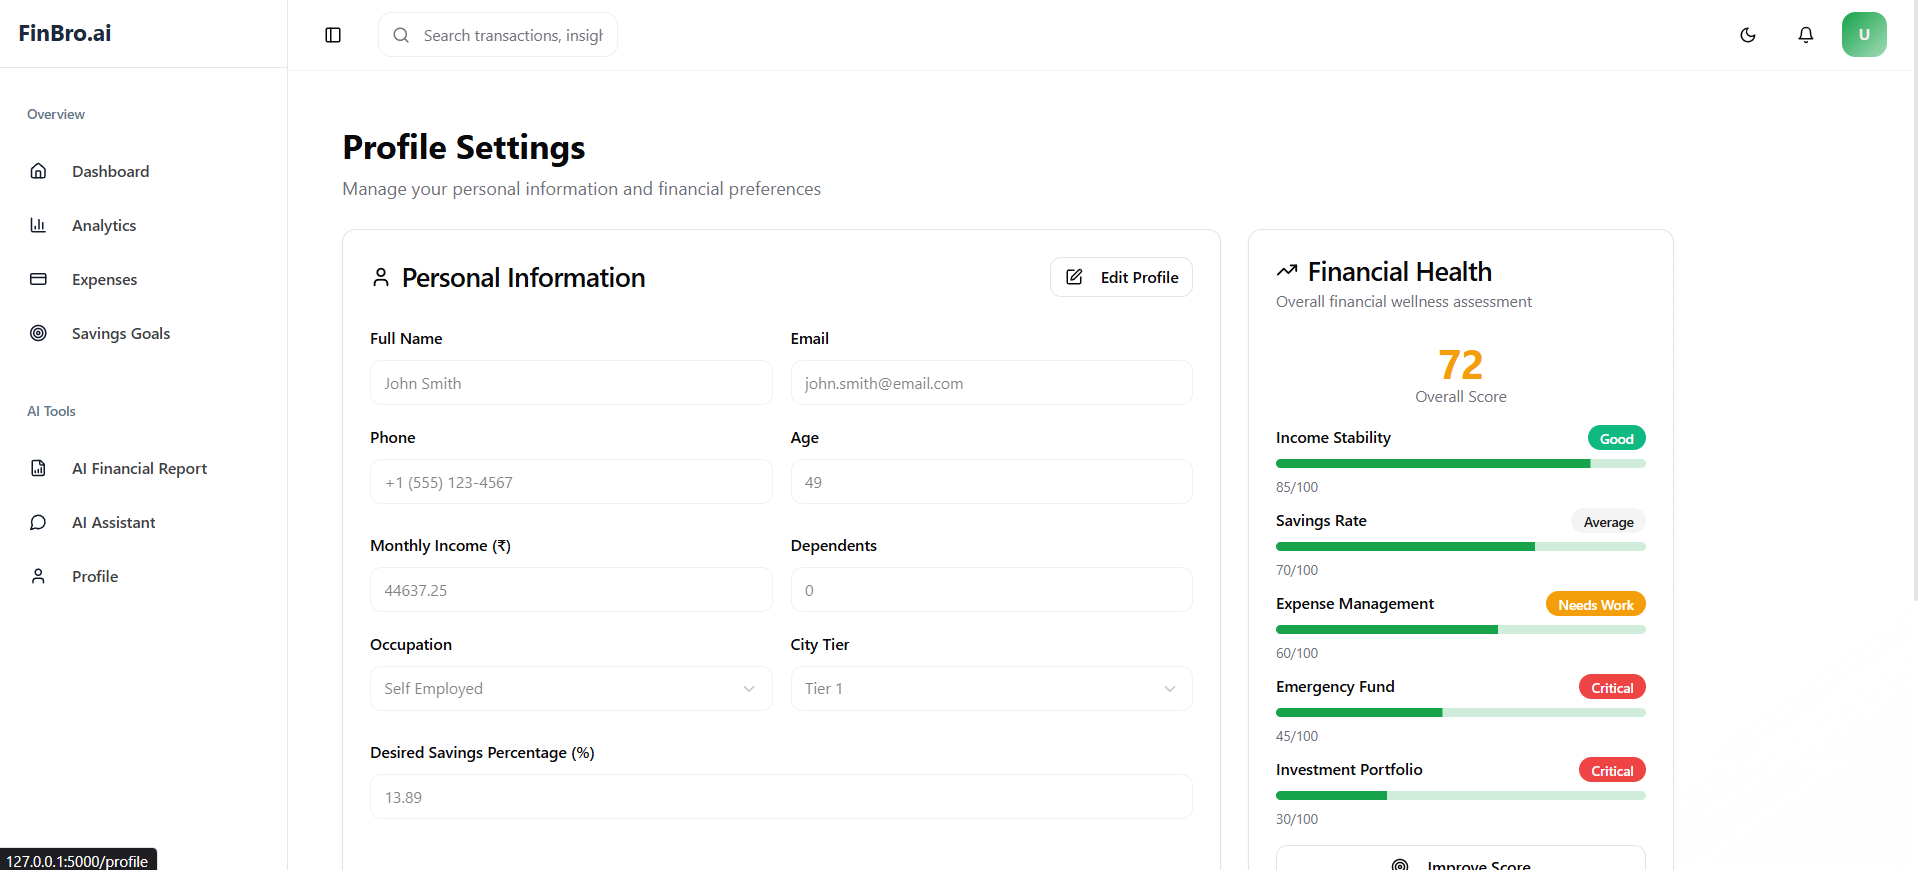 FinBro.ai
Search transactions, insigh
U
Overview
Dashboard
Analytics
Expenses
Savings Goals
AI Tools
AI Financial Report
AI Assistant
Profile
127.0.0.1:5000/profile
Profile Settings
Manage your personal information and financial preferences
Personal Information
Edit Profile
Full Name
Email
John Smith
john.smith@email.com
Phone
Age
+1 (555) 123-4567
49
Monthly Income (₹)
Dependents
44637.25
0
Occupation
City Tier
Self Employed
Tier 1
Desired Savings Percentage (%)
13.89
Financial Health
Overall financial wellness assessment
72
Overall Score
Income Stability
Good
85/100
Savings Rate
Average
70/100
Expense Management
Needs Work
60/100
Emergency Fund
Critical
45/100
Investment Portfolio
Critical
30/100
Improve Score